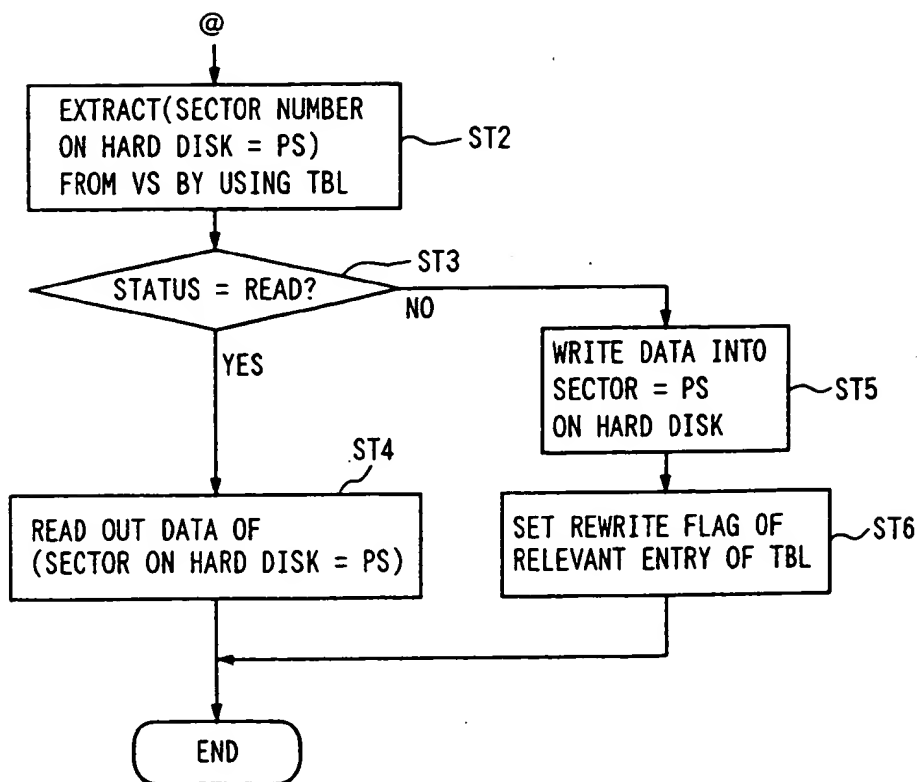 @
EXTRACT(SECTOR NUMBER
ON HARD DISK = PS)
FROM VS BY USING TBL
ST2
STATUS = READ?
ST3
NO
YES
WRITE DATA INTO
SECTOR = PS
ON HARD DISK
ST5
ST4
READ OUT DATA OF
(SECTOR ON HARD DISK = PS)
SET REWRITE FLAG OF
RELEVANT ENTRY OF TBL
ST6
END